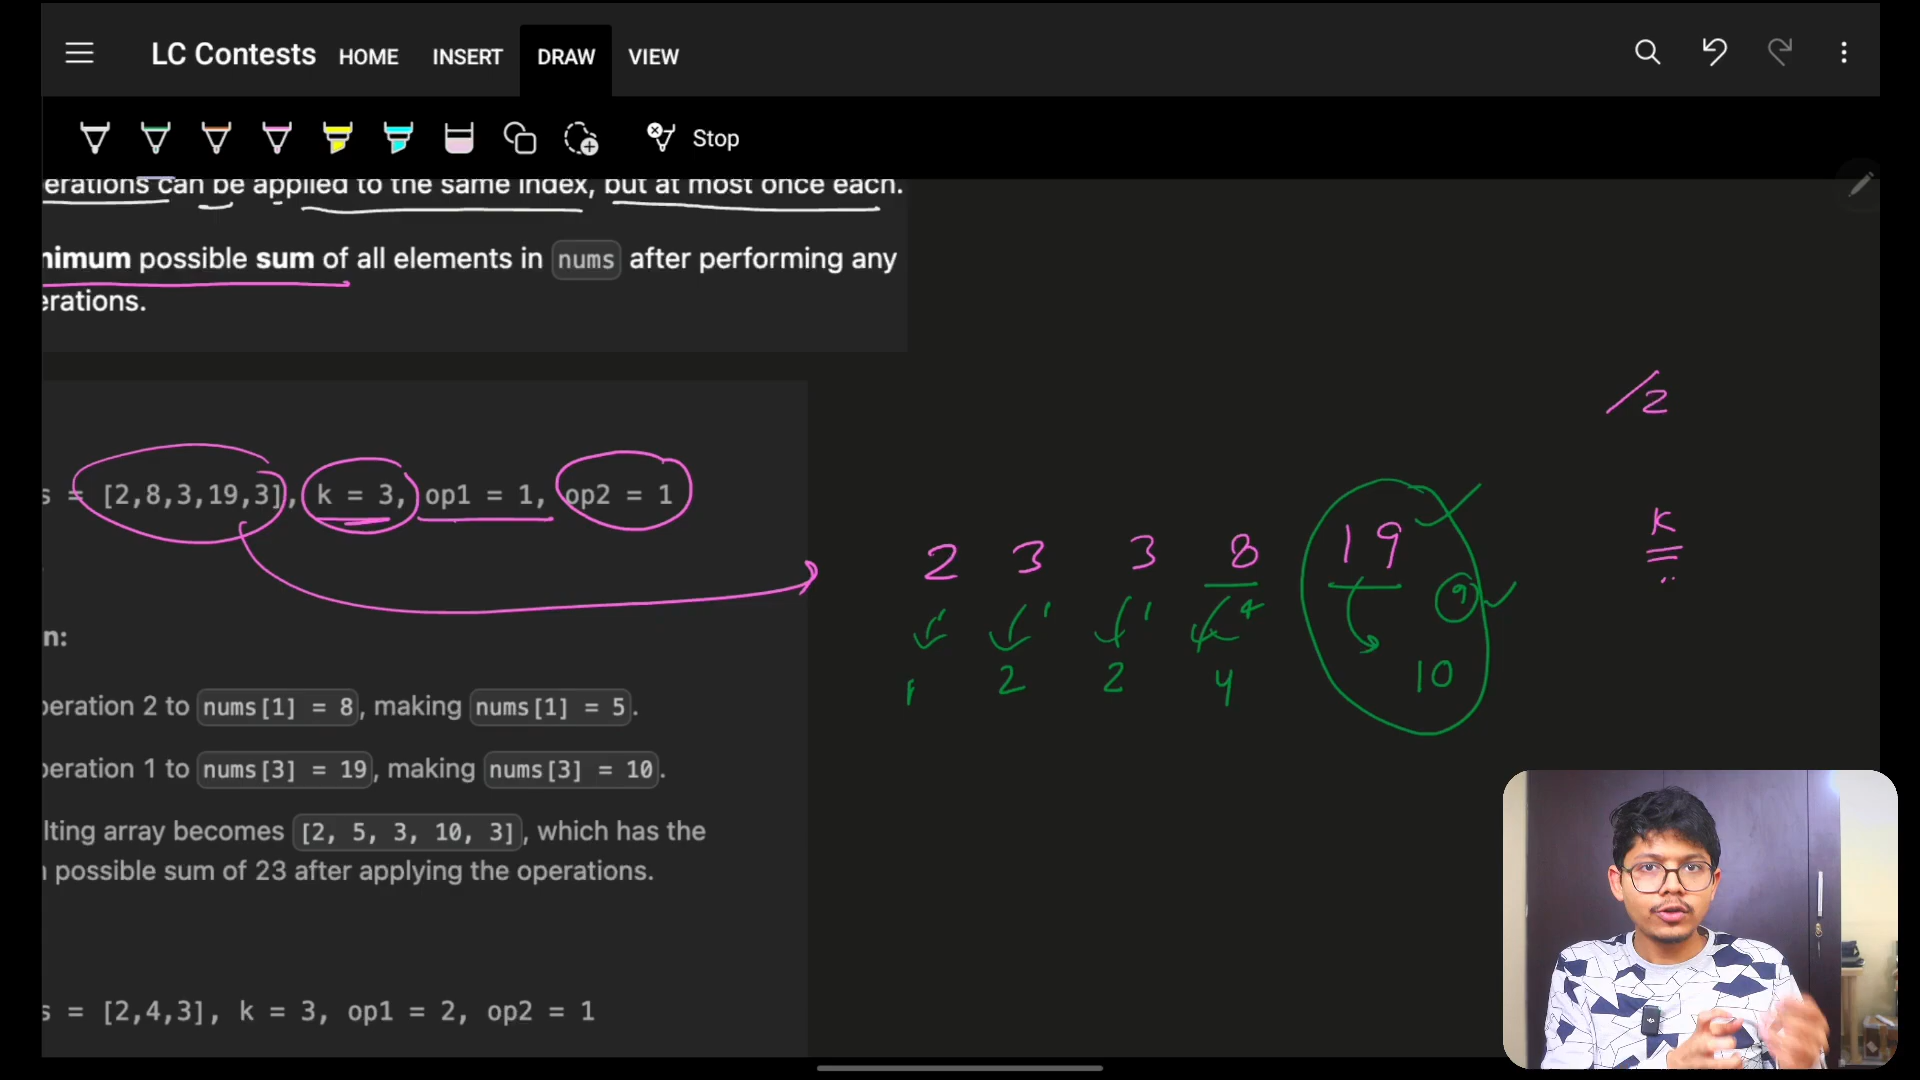 LC Contests HOME INSERT DRAW VIEW
Stop
erations can be applied to the same index, but at most once each.
nimum possible sum of all elements in nums after performing any
erations.
s = [2,8,3,19,3], k = 3, op1 = 1, op2 = 1
n:
peration 2 to nums[1] = 8, making nums[1] = 5.
peration 1 to nums[3] = 19, making nums[3] = 10.
lting array becomes [2, 5, 3, 10, 3], which has the
possible sum of 23 after applying the operations.
s = [2,4,3], k = 3, op1 = 2, op2 = 1
/2
K
2 3 3 8 19
1 1 4 9
1 2 2 4 10